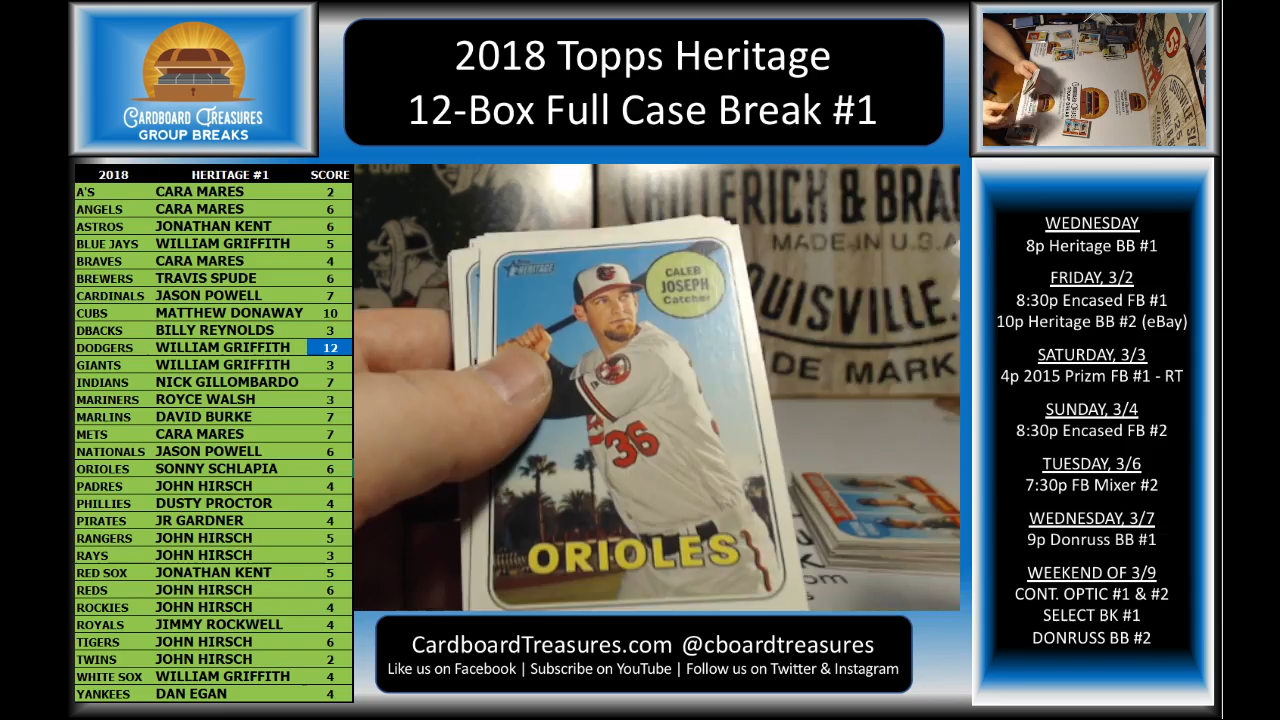 CARDBOARD TREASURES
GROUP BREAKS
2018 Topps Heritage
12-Box Full Case Break #1
2018 HERITAGE #1 SCORE
A'S CARA MARES 2
ANGELS CARA MARES 6
ASTROS JONATHAN KENT 6
BLUE JAYS WILLIAM GRIFFITH 5
BRAVES CARA MARES 4
BREWERS TRAVIS SPUDE 6
CARDINALS JASON POWELL 7
CUBS MATTHEW DONAWAY 10
DBACKS BILLY REYNOLDS 3
DODGERS WILLIAM GRIFFITH 12
GIANTS WILLIAM GRIFFITH 3
INDIANS NICK GILLOMBARDO 7
MARINERS ROYCE WALSH 3
MARLINS DAVID BURKE 7
METS CARA MARES 7
NATIONALS JASON POWELL 6
ORIOLES SONNY SCHLAPIA 6
PADRES JOHN HIRSCH 4
PHILLIES DUSTY PROCTOR 4
PIRATES JR GARDNER 4
RANGERS JOHN HIRSCH 5
RAYS JOHN HIRSCH 3
RED SOX JONATHAN KENT 5
REDS JOHN HIRSCH 6
ROCKIES JOHN HIRSCH 4
ROYALS JIMMY ROCKWELL 4
TIGERS JOHN HIRSCH 6
TWINS JOHN HIRSCH 2
WHITE SOX WILLIAM GRIFFITH 4
YANKEES DAN EGAN 4
& BRA
MADE-IN U.S.A
OUISVILLE.
DE MARK
HERITAGE
CALEB
JOSEPH
Catcher
36
ORIOLES
om
CardboardTreasures.com @cboardtreasures
Like us on Facebook | Subscribe on YouTube | Follow us on Twitter & Instagram
WEDNESDAY
8p Heritage BB #1
FRIDAY, 3/2
8:30p Encased FB #1
10p Heritage BB #2 (eBay)
SATURDAY, 3/3
4p 2015 Prizm FB #1 - RT
SUNDAY, 3/4
8:30p Encased FB #2
TUESDAY, 3/6
7:30p FB Mixer #2
WEDNESDAY, 3/7
9p Donruss BB #1
WEEKEND OF 3/9
CONT. OPTIC #1 & #2
SELECT BK #1
DONRUSS BB #2